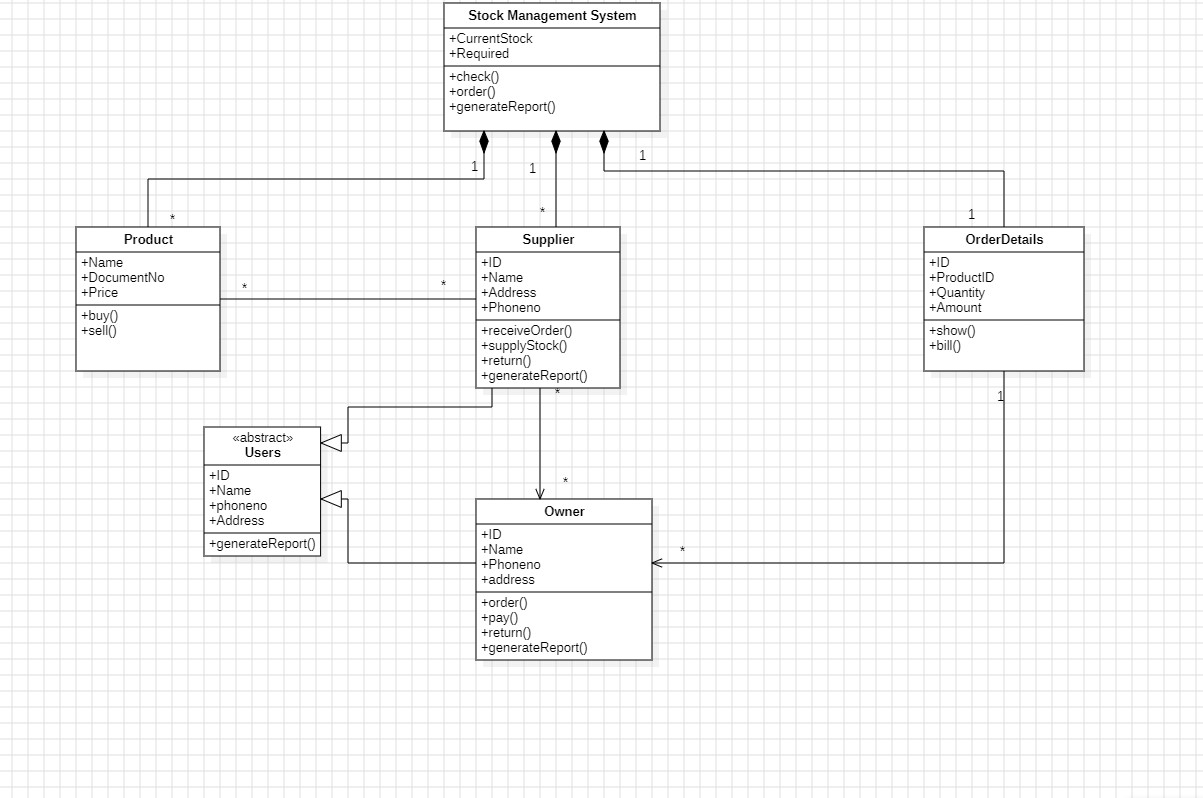 Stock Management System
+CurrentStock
+Required
+check()
+order()
+generateReport()
1
1
1
*
*
1
Product
+Name
+DocumentNo
+Price
+buy()
+sell()
*
*
Supplier
+ID
+Name
+Address
+Phoneno
+receiveOrder()
+supplyStock()
+return()
+generateReport()
OrderDetails
+ID
+ProductID
+Quantity
+Amount
+show()
+bill()
*
1
«abstract»
Users
+ID
+Name
+phoneno
+Address
+generateReport()
*
Owner
+ID
+Name
+Phoneno
+address
+order()
+pay()
+return()
+generateReport()
*